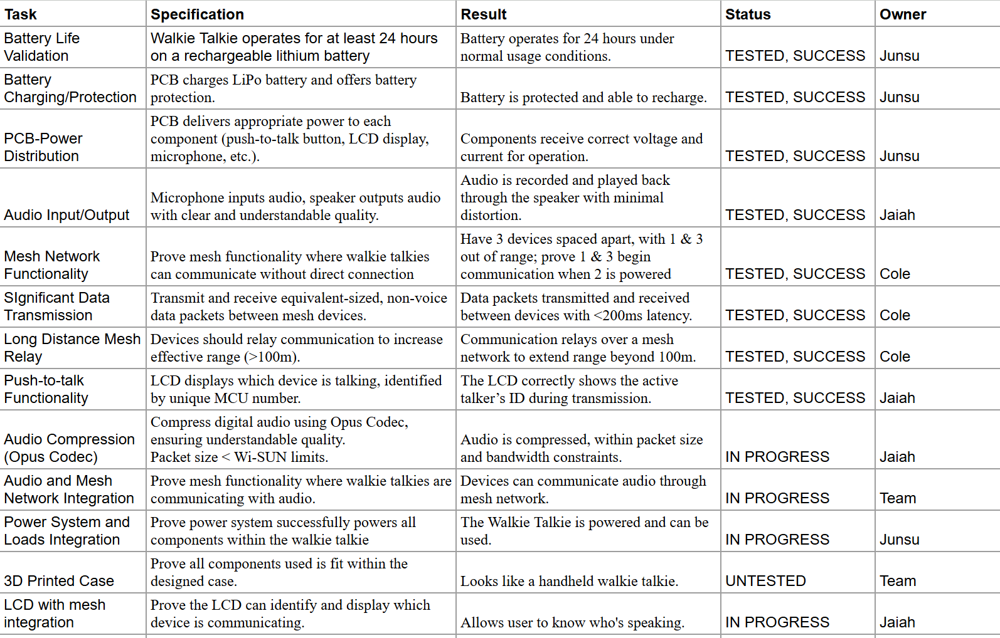 Task Specification Result Status Owner
Battery Life Validation Walkie Talkie operates for at least 24 hours on a rechargeable lithium battery Battery operates for 24 hours under normal usage conditions. TESTED, SUCCESS Junsu
Battery Charging/Protection PCB charges LiPo battery and offers battery protection. Battery is protected and able to recharge. TESTED, SUCCESS Junsu
PCB-Power Distribution PCB delivers appropriate power to each component (push-to-talk button, LCD display, microphone, etc.). Components receive correct voltage and current for operation. TESTED, SUCCESS Junsu
Audio Input/Output Microphone inputs audio, speaker outputs audio with clear and understandable quality. Audio is recorded and played back through the speaker with minimal distortion. TESTED, SUCCESS Jaiah
Mesh Network Functionality Prove mesh functionality where walkie talkies can communicate without direct connection Have 3 devices spaced apart, with 1 & 3 out of range; prove 1 & 3 begin communication when 2 is powered TESTED, SUCCESS Cole
SIgnificant Data Transmission Transmit and receive equivalent-sized, non-voice data packets between mesh devices. Data packets transmitted and received between devices with <200ms latency. TESTED, SUCCESS Cole
Long Distance Mesh Relay Devices should relay communication to increase effective range (>100m). Communication relays over a mesh network to extend range beyond 100m. TESTED, SUCCESS Cole
Push-to-talk Functionality LCD displays which device is talking, identified by unique MCU number. The LCD correctly shows the active talker’s ID during transmission. TESTED, SUCCESS Jaiah
Audio Compression (Opus Codec) Compress digital audio using Opus Codec, ensuring understandable quality. Packet size < Wi-SUN limits. Audio is compressed, within packet size and bandwidth constraints. IN PROGRESS Jaiah
Audio and Mesh Network Integration Prove mesh functionality where walkie talkies are communicating with audio. Devices can communicate audio through mesh network. IN PROGRESS Team
Power System and Loads Integration Prove power system successfully powers all components within the walkie talkie The Walkie Talkie is powered and can be used. IN PROGRESS Junsu
3D Printed Case Prove all components used is fit within the designed case. Looks like a handheld walkie talkie. UNTESTED Team
LCD with mesh integration Prove the LCD can identify and display which device is communicating. Allows user to know who's speaking. IN PROGRESS Jaiah